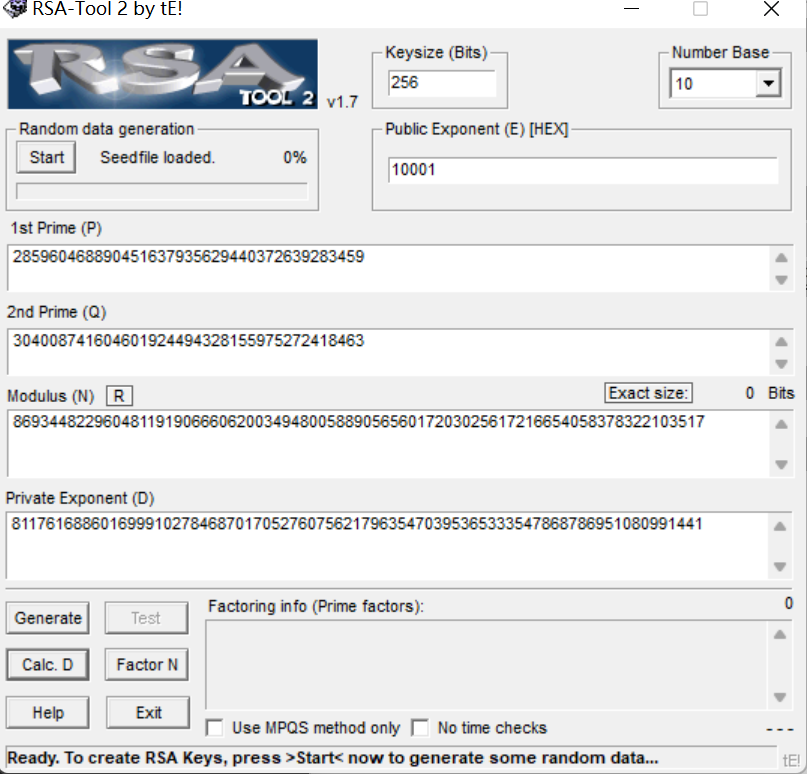 RSA-Tool 2 by tE!
RSA
TOOL 2
v1.7
Keysize (Bits)
256
Number Base
10
Random data generation
Start
Seedfile loaded.
0%
Public Exponent (E) [HEX]
10001
1st Prime (P)
285960468890451637935629440372639283459
2nd Prime (Q)
304008741604601924494328155975272418463
Modulus (N)
R
Exact size:
0 Bits
86934482296048119190666062003494800588905656017203025617216654058378322103517
Private Exponent (D)
81176168860169991027846870170527607562179635470395365333547868786951080991441
Generate
Test
Factoring info (Prime factors):
0
Calc. D
Factor N
Help
Exit
Use MPQS method only
No time checks
- - -
Ready. To create RSA Keys, press >Start< now to generate some random data...
tE!